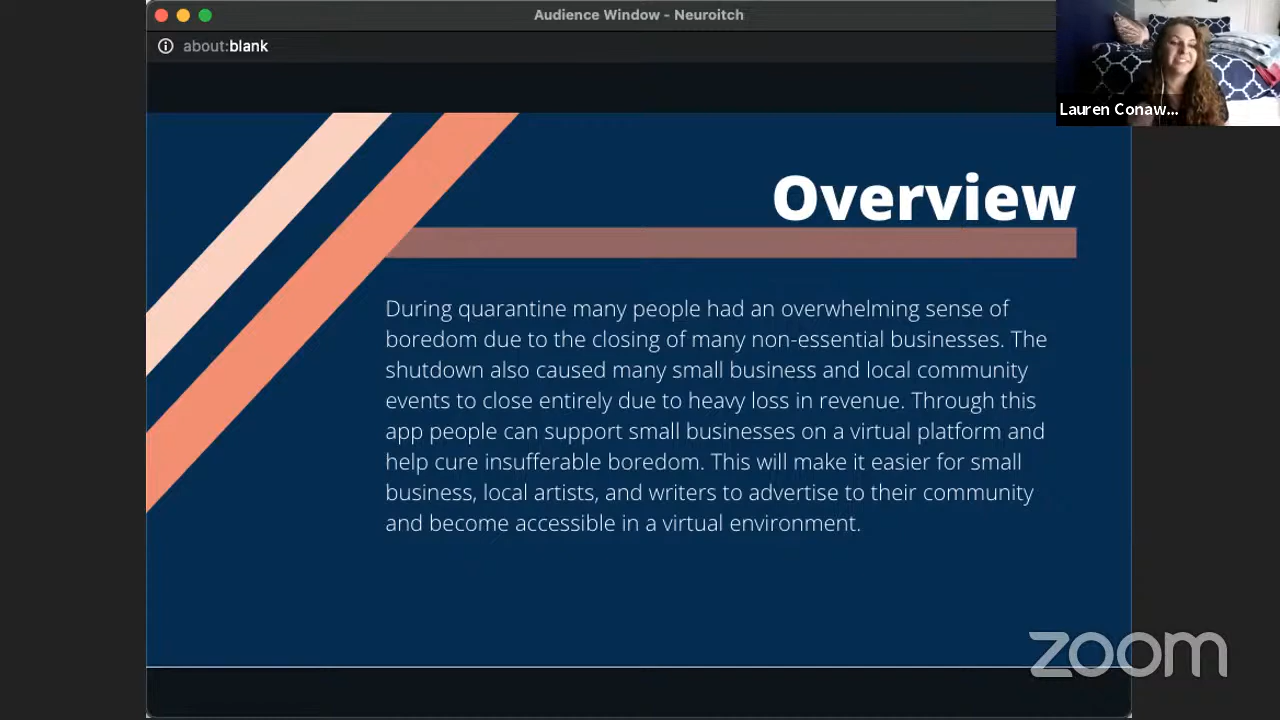 Audience Window - Neuroitch
about:blank
Lauren Conaw...
Overview
During quarantine many people had an overwhelming sense of
boredom due to the closing of many non-essential businesses. The
shutdown also caused many small business and local community
events to close entirely due to heavy loss in revenue. Through this
app people can support small businesses on a virtual platform and
help cure insufferable boredom. This will make it easier for small
business, local artists, and writers to advertise to their community
and become accessible in a virtual environment.
zoom